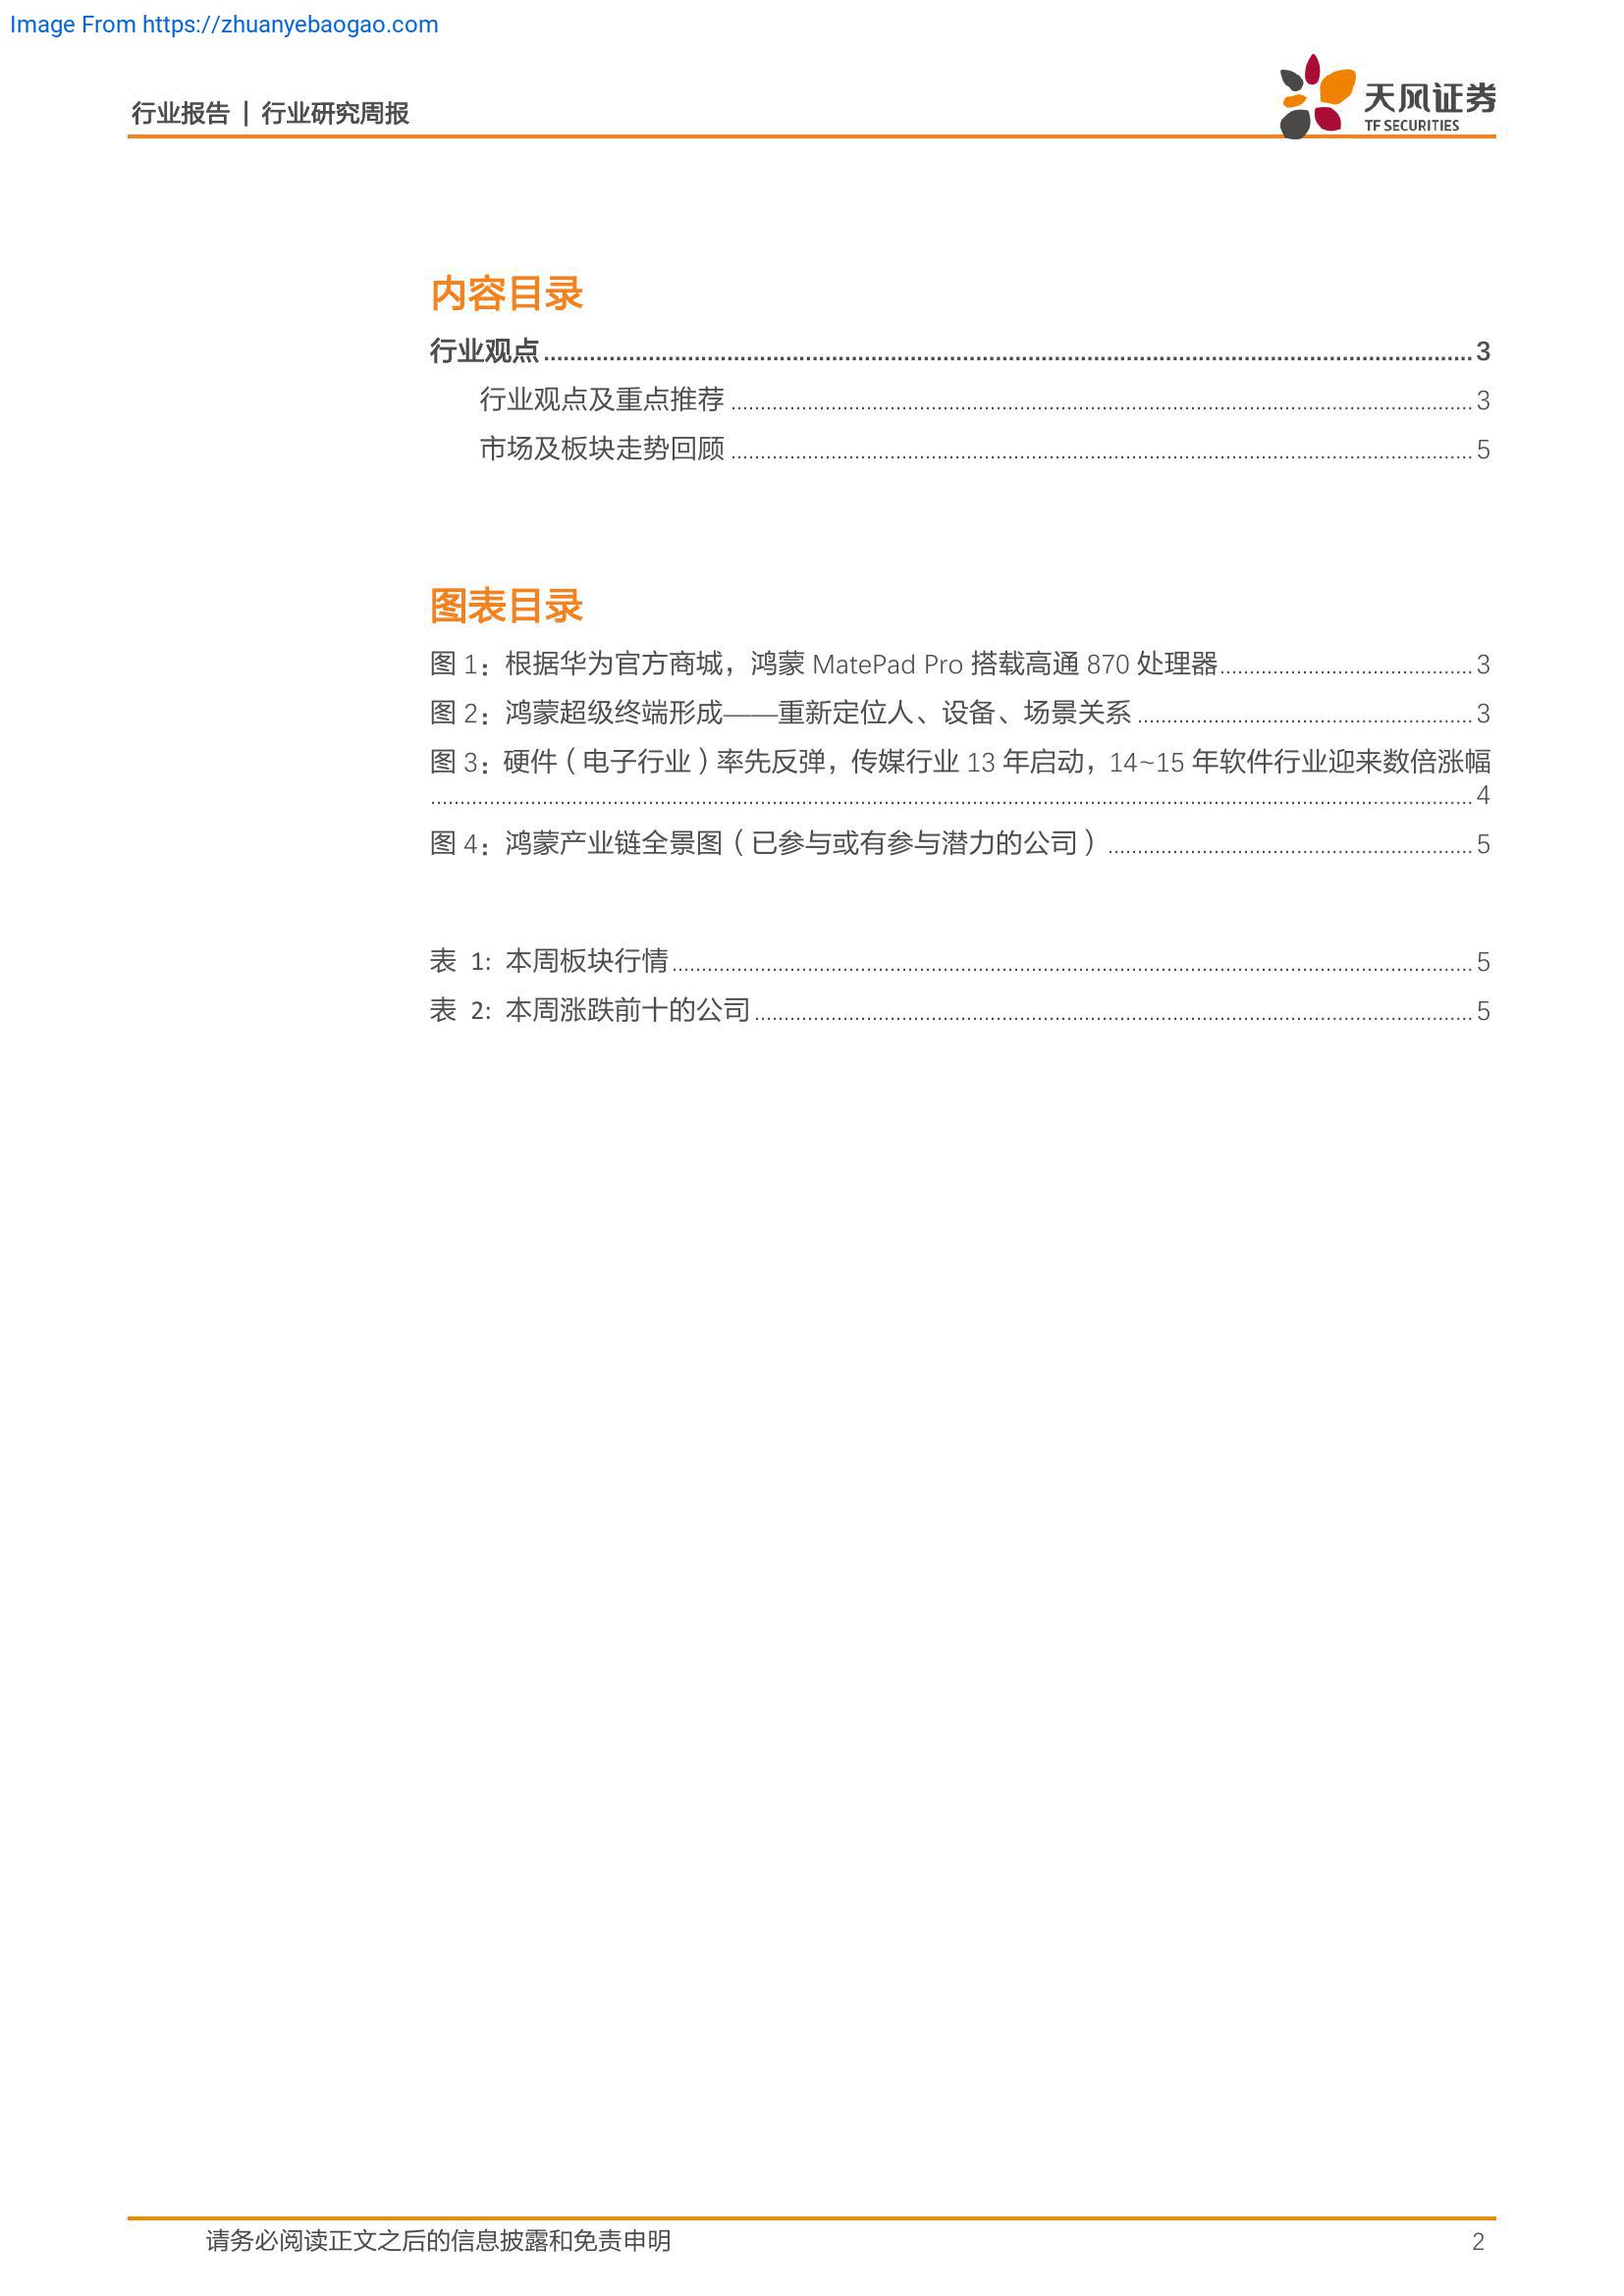 Image From https://zhuanyebaogao.com
行业报告 | 行业研究周报
天风证券
TF SECURITIES
内容目录
行业观点 3
行业观点及重点推荐 3
市场及板块走势回顾 5
图表目录
图 1：根据华为官方商城，鸿蒙 MatePad Pro 搭载高通 870 处理器 3
图 2：鸿蒙超级终端形成——重新定位人、设备、场景关系 3
图 3：硬件（电子行业）率先反弹，传媒行业 13 年启动，14~15 年软件行业迎来数倍涨幅
4
图 4：鸿蒙产业链全景图（已参与或有参与潜力的公司） 5
表 1: 本周板块行情 5
表 2: 本周涨跌前十的公司 5
请务必阅读正文之后的信息披露和免责申明 2